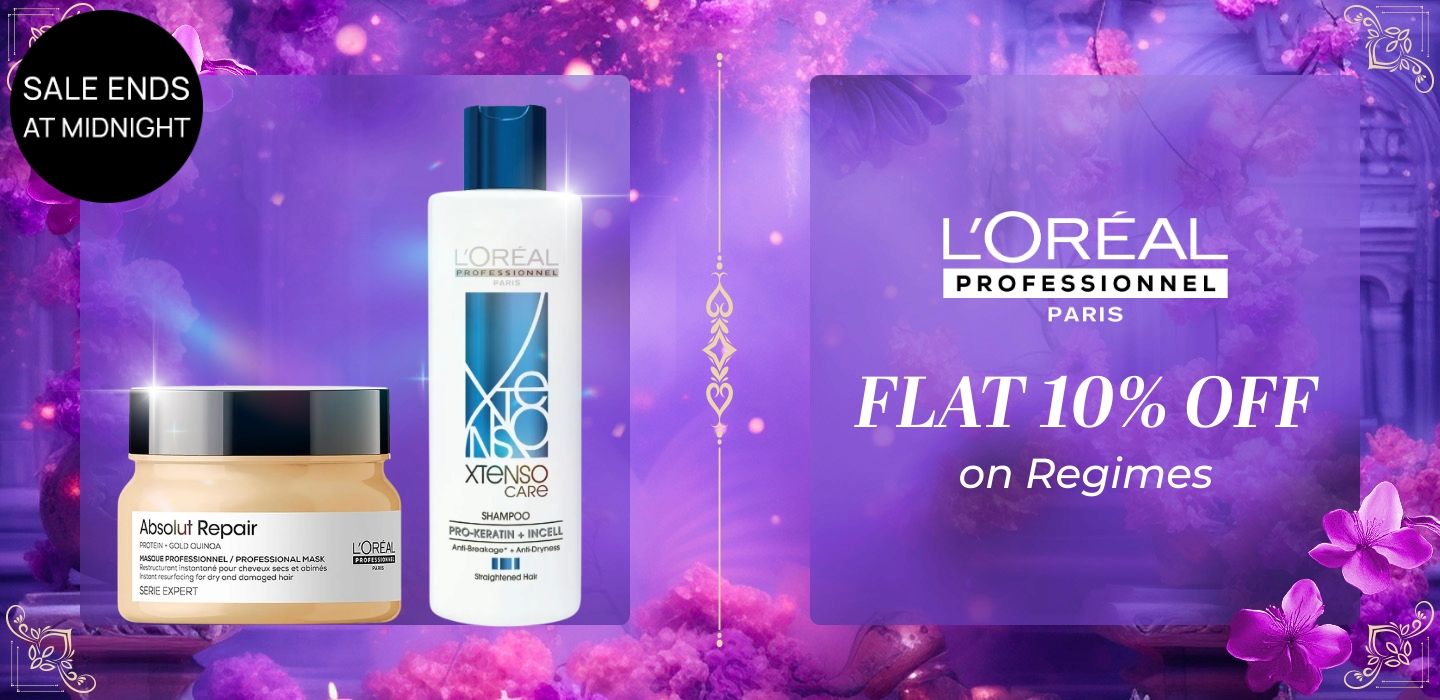 SALE ENDS
AT MIDNIGHT
L'ORÉAL
PROFESSIONNEL
PARIS
XTENSO
XTENSO
CARE
SHAMPOO
PRO-KERATIN + INCELL
Anti-Breakage* + Anti-Dryness
Straightened Hair
Absolut Repair
PROTEIN + GOLD QUINOA
MASQUE PROFESSIONNEL / PROFESSIONAL MASK
Restructurant instantané pour cheveux secs et abîmés
Instant resurfacing for dry and damaged hair
SERIE EXPERT
L'ORÉAL
PROFESSIONNEL
PARIS
L'ORÉAL
PROFESSIONNEL
PARIS
FLAT 10% OFF
on Regimes